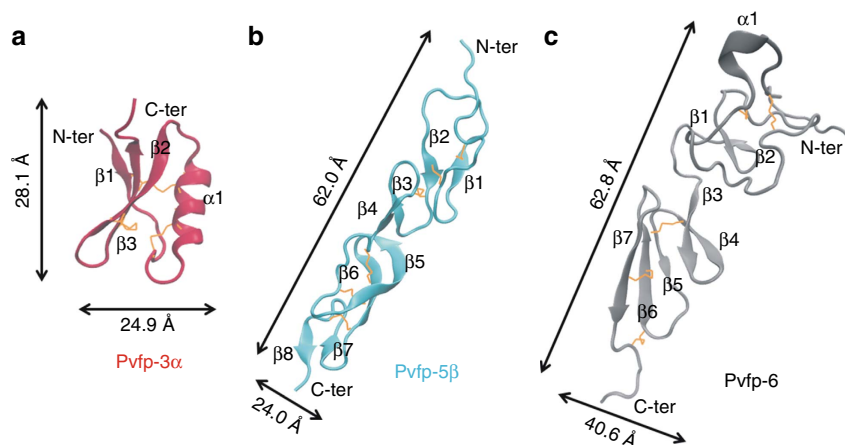 a
C-ter
N-ter
β2
β1
α1
β3
28.1 Å
24.9 Å
Pvfp-3α
b
N-ter
β2
β3
β1
β4
β5
β6
β8
β7
C-ter
62.0 Å
24.0 Å
Pvfp-5β
c
α1
β1
β2
N-ter
β3
β7
β4
β5
β6
C-ter
62.8 Å
40.6 Å
Pvfp-6